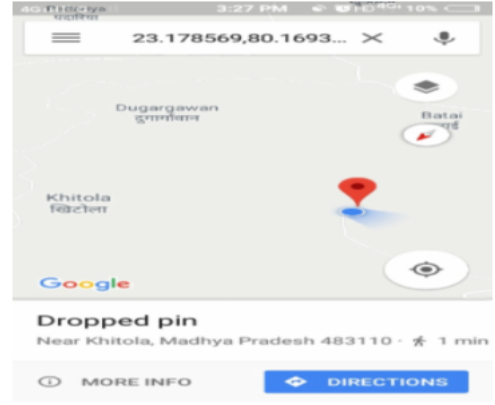 3:27 PM
10%
23.178569,80.1693...
Dugargawan
Batai
Khitola
खिटोला
Google
Dropped pin
Near Khitola, Madhya Pradesh 483110 · 1 min
MORE INFO
DIRECTIONS